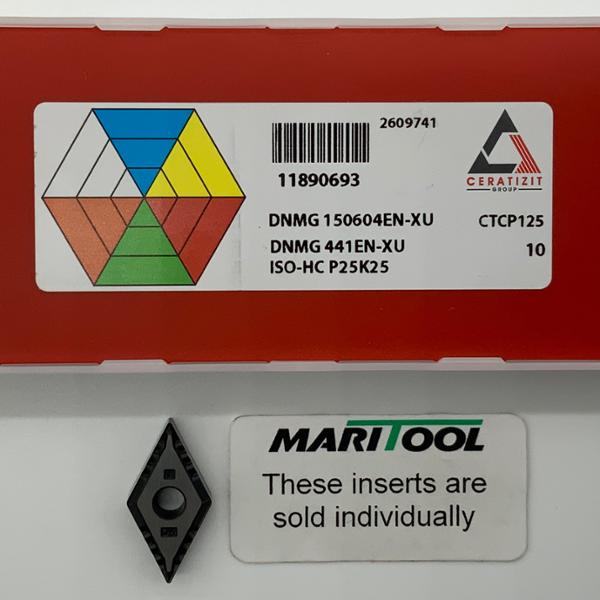 2609741
11890693
CERATIZIT
GROUP
DNMG 150604EN-XU CTCP125
DNMG 441EN-XU 10
ISO-HC P25K25
MARITOOL
These inserts are
sold individually